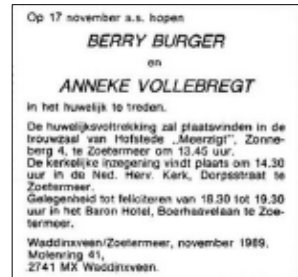 Op 17 november a.s. hopen
BERRY BURGER
en
ANNEKE VOLLEBREGT
in het huwelijk te treden.
De huwelijksvoltrekking zal plaatsvinden in de
trouwzaal van Hofstede „Meerzigt”, Zonne-
berg 4, te Zoetermeer om 13.45 uur.
De kerkelijke inzegening vindt plaats om 14.30
uur in de Ned. Herv. Kerk, Dorpsstraat te
Zoetermeer.
Gelegenheid tot feliciteren van 18.30 tot 19.30
uur in het Baron Hotel, Boerhaavelaan te Zoe-
termeer.
Waddinxveen/Zoetermeer, november 1989.
Molenring 41,
2741 MX Waddinxveen.